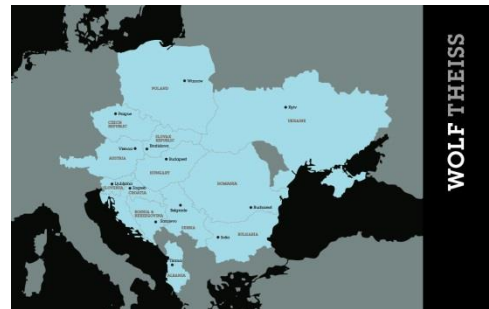 WOLF THEISS
Warsaw
POLAND
Kyiv
UKRAINE
Prague
CZECH
REPUBLIC
SLOVAK
REPUBLIC
Vienna
Bratislava
AUSTRIA
Budapest
HUNGARY
Ljubljana
SLOVENIA
Zagreb
CROATIA
ROMANIA
BOSNIA &
HERZEGOVINA
Belgrade
Bucharest
Sarajevo
SERBIA
Sofia
BULGARIA
Tirana
ALBANIA